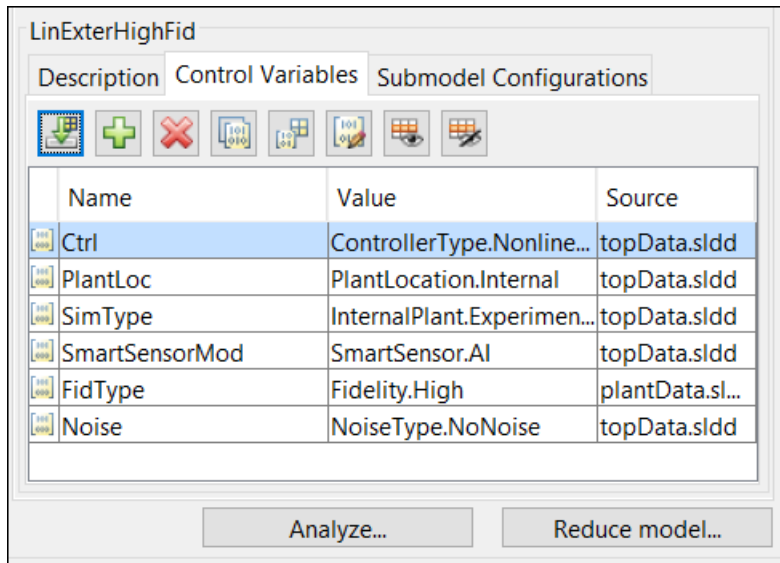 LinExterHighFid
Description Control Variables Submodel Configurations
Name Value Source
Ctrl ControllerType.Nonline... topData.sldd
PlantLoc PlantLocation.Internal topData.sldd
SimType InternalPlant.Experimen... topData.sldd
SmartSensorMod SmartSensor.AI topData.sldd
FidType Fidelity.High plantData.sl...
Noise NoiseType.NoNoise topData.sldd
Analyze... Reduce model...